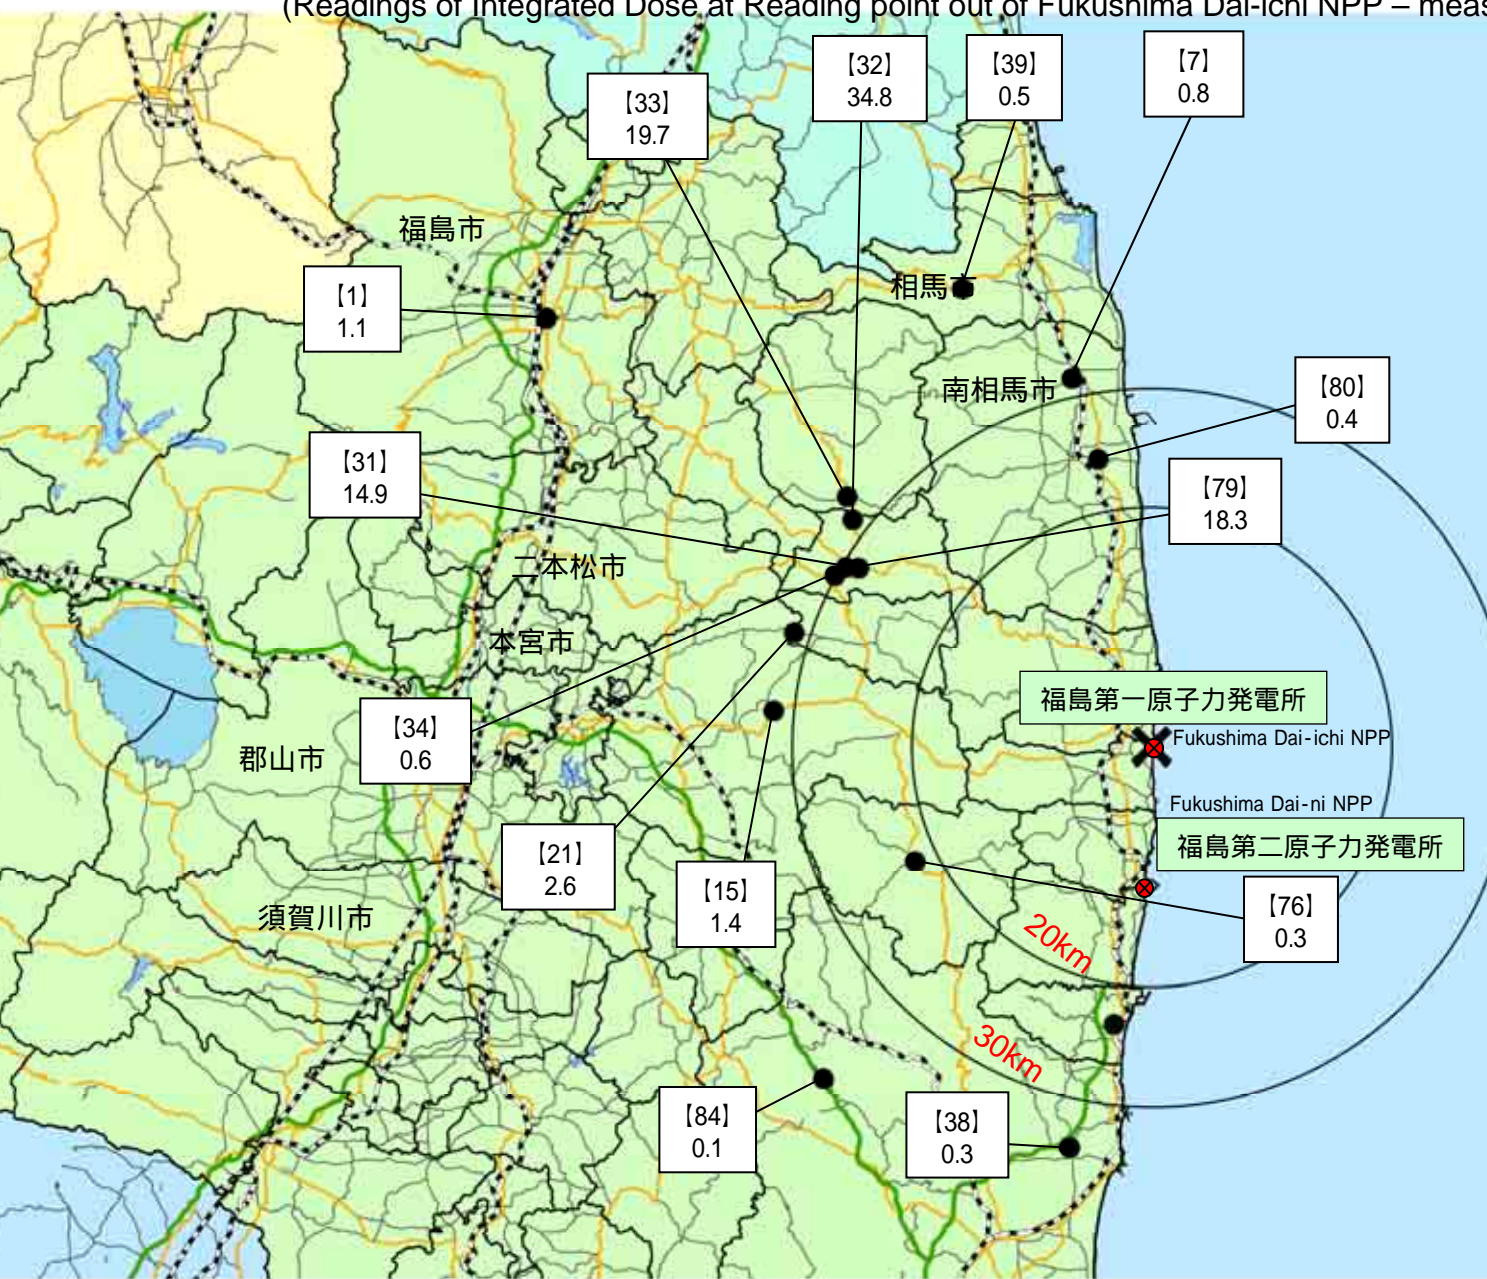 (Readings of Integrated Dose at Reading point out of Fukushima Dai-ichi NPP – meas
【32】
34.8
【39】
0.5
【7】
0.8
【33】
19.7
福島市
【1】
1.1
相馬市
南相馬市
【80】
0.4
【31】
14.9
【79】
18.3
二本松市
本宮市
福島第一原子力発電所
Fukushima Dai-ichi NPP
【34】
0.6
郡山市
Fukushima Dai-ni NPP
福島第二原子力発電所
【21】
2.6
【15】
1.4
【76】
0.3
須賀川市
20km
30km
【84】
0.1
【38】
0.3